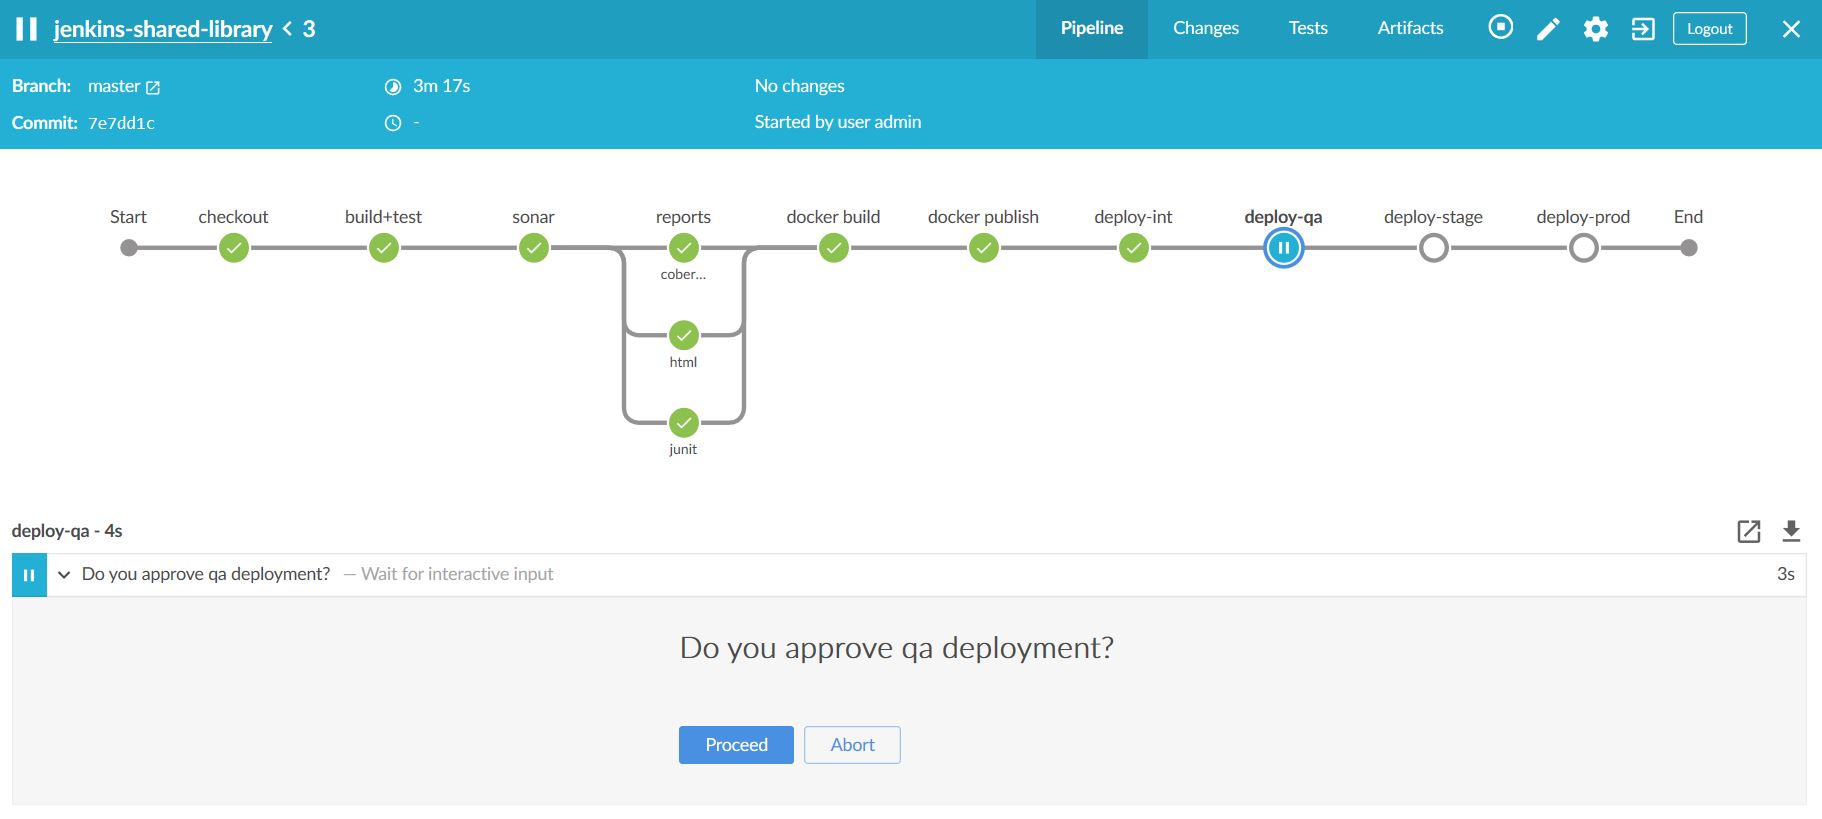 jenkins-shared-library < 3
Pipeline Changes Tests Artifacts Logout
Branch: master 3m 17s No changes
Commit: 7e7dd1c - Started by user admin
Start checkout build+test sonar reports docker build docker publish deploy-int deploy-qa deploy-stage deploy-prod End
cober...
html
junit
deploy-qa - 4s
Do you approve qa deployment? — Wait for interactive input 3s
Do you approve qa deployment?
Proceed Abort